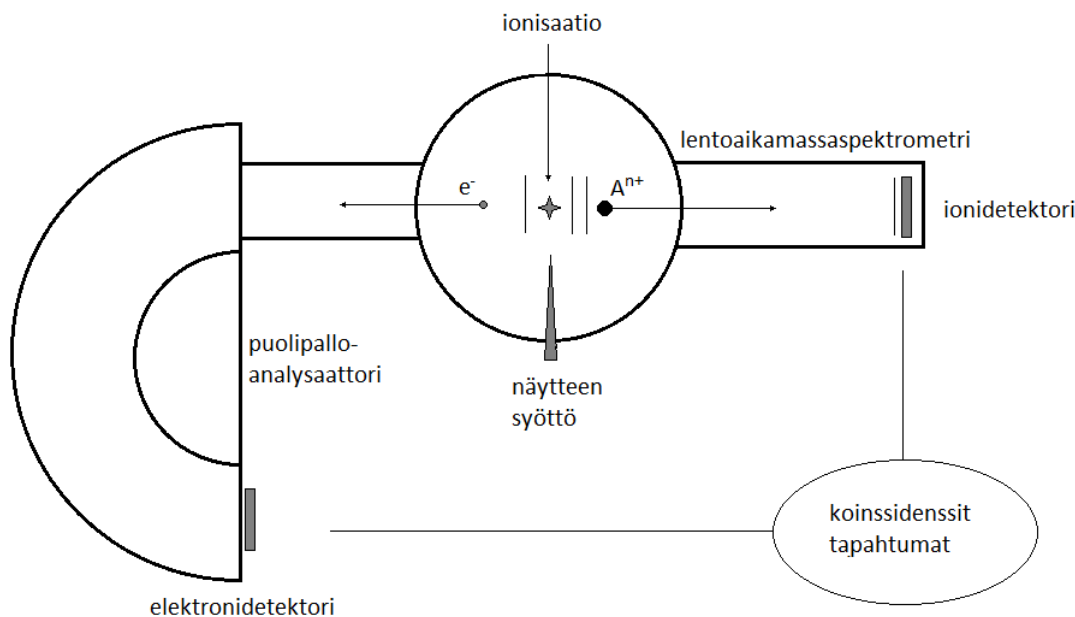 ionisaatio
lentoaikamassaspektrometri
e-
Aⁿ⁺
ionidetektori
puolipallo-
analysaattori
näytteen
syöttö
koinssidenssit
tapahtumat
elektronidetektori